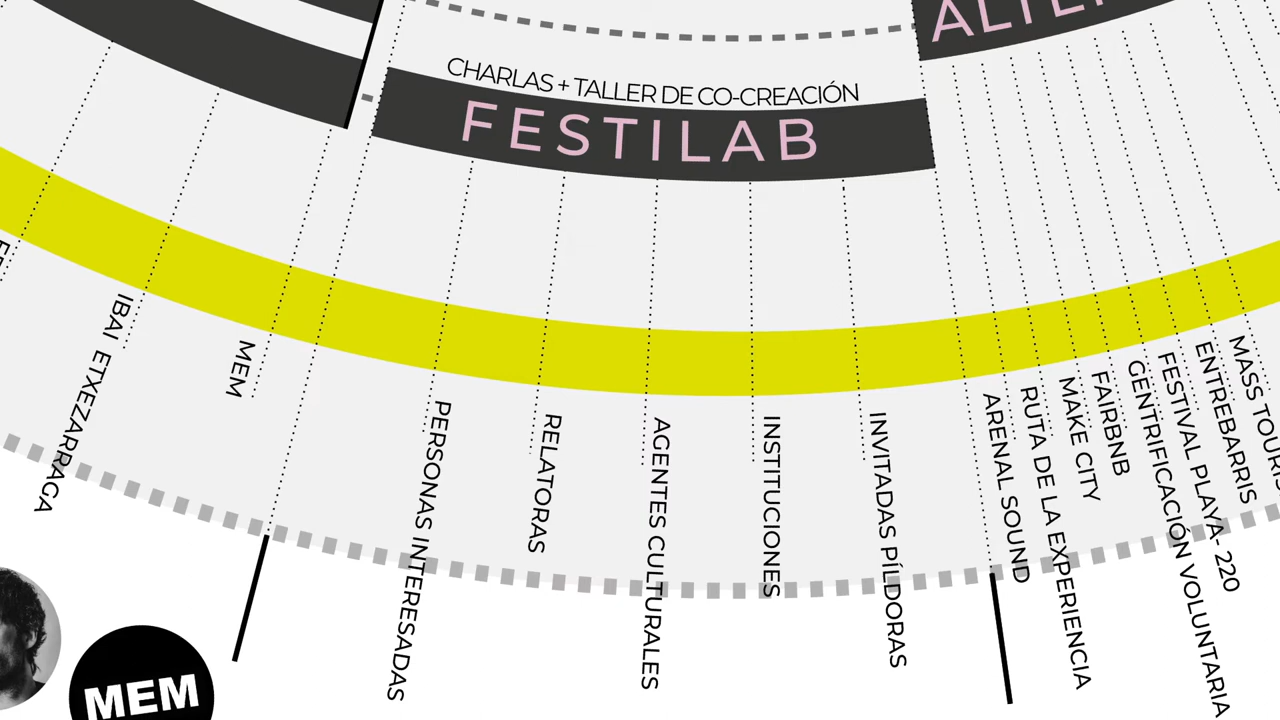 CHARLAS + TALLER DE CO-CREACIÓN
FESTILAB
IBAI ETXEZARRAGA
MEM
PERSONAS INTERESADAS
RELATORAS
AGENTES CULTURALES
INSTITUCIONES
INVITADAS PÍLDORAS
ARENAL SOUND
RUTA DE LA EXPERIENCIA
MAKE CITY
FAIRBNB
GENTRIFICACIÓN VOLUNTARIA
FESTIVAL PLAYA- 220
ENTREBARRIS
MASS
MEM